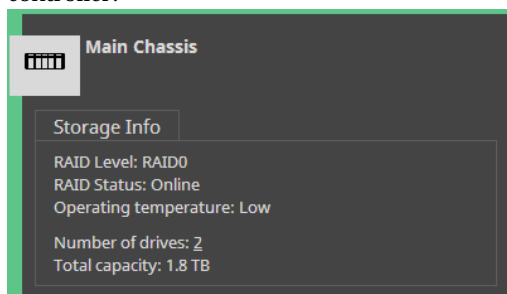 controller.
Main Chassis
Storage Info
RAID Level: RAID0
RAID Status: Online
Operating temperature: Low
Number of drives: 2
Total capacity: 1.8 TB